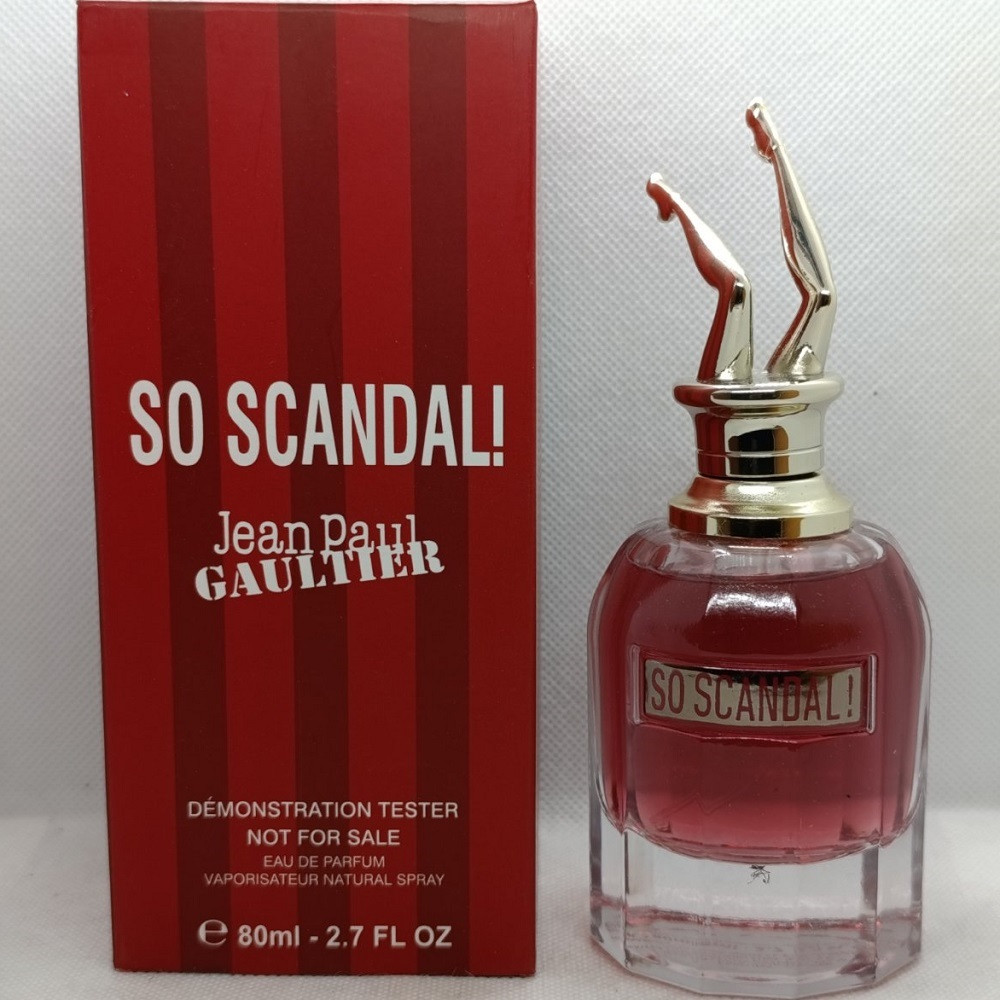 SO SCANDAL!
Jean Paul
GAULTIER
DÉMONSTRATION TESTER
NOT FOR SALE
EAU DE PARFUM
VAPORISATEUR NATURAL SPRAY
℮ 80ml - 2.7 FL OZ
SO SCANDAL!